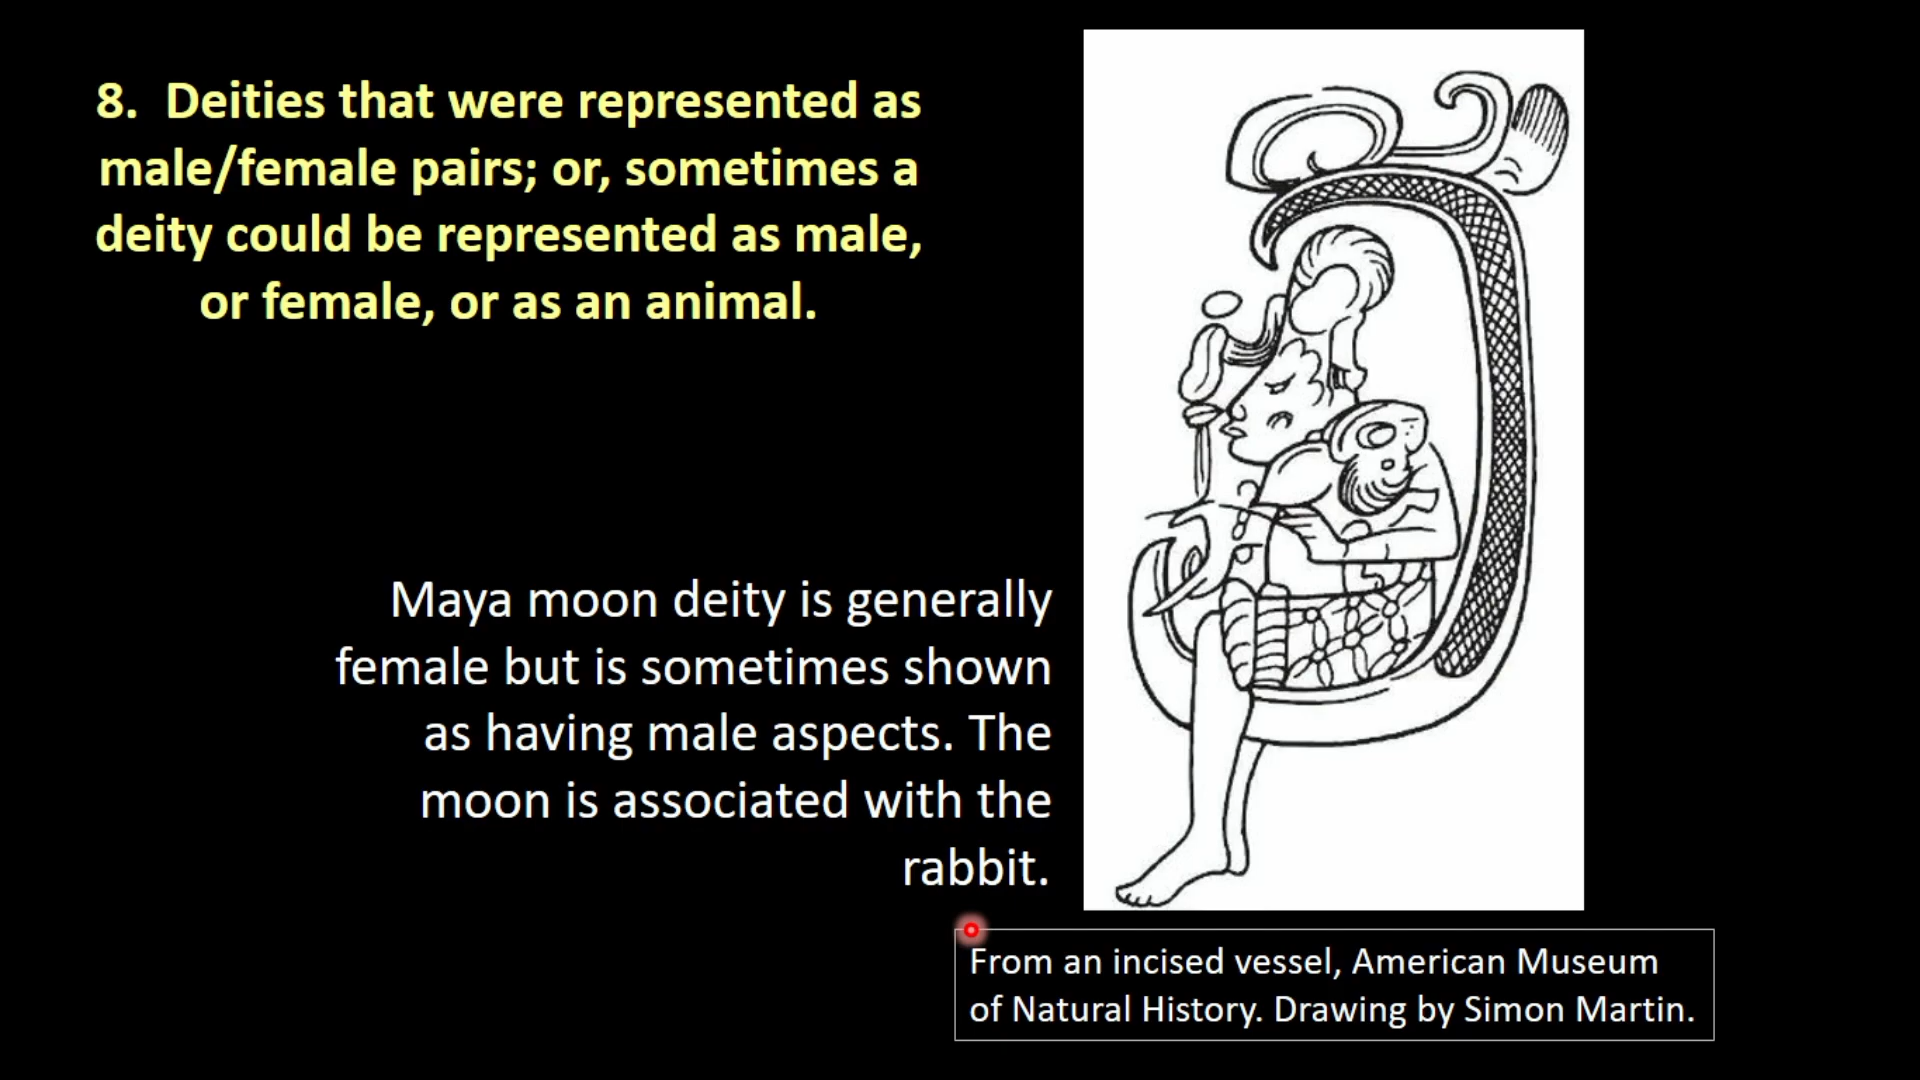 8. Deities that were represented as
male/female pairs; or, sometimes a
deity could be represented as male,
or female, or as an animal.
Maya moon deity is generally
female but is sometimes shown
as having male aspects. The
moon is associated with the
rabbit.
From an incised vessel, American Museum
of Natural History. Drawing by Simon Martin.